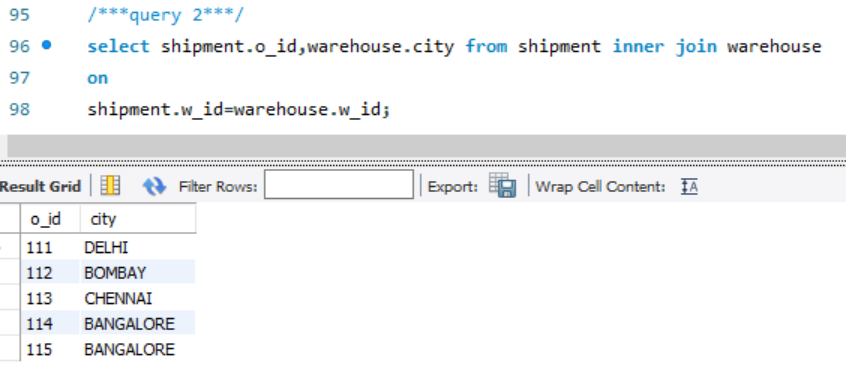 95 /***query 2***/
96 select shipment.o_id,warehouse.city from shipment inner join warehouse
97 on
98 shipment.w_id=warehouse.w_id;
Result Grid Filter Rows: Export: Wrap Cell Content: IA
o_id city
111 DELHI
112 BOMBAY
113 CHENNAI
114 BANGALORE
115 BANGALORE